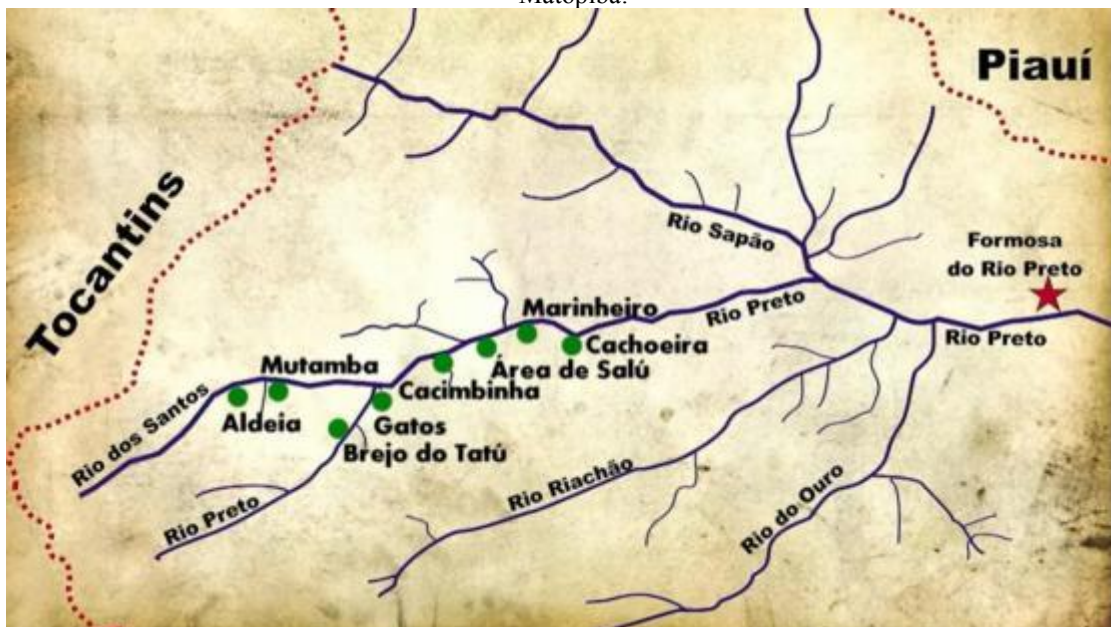 Matopiba.
Piauí
Tocantins
Rio Sapão
Formosa
do Rio Preto
Rio Preto
Rio Preto
Marinheiro
Cachoeira
Área de Salú
Mutamba
Cacimbinha
Aldeia
Gatos
Brejo do Tatú
Rio dos Santos
Rio Preto
Rio Riachão
Rio do Ouro